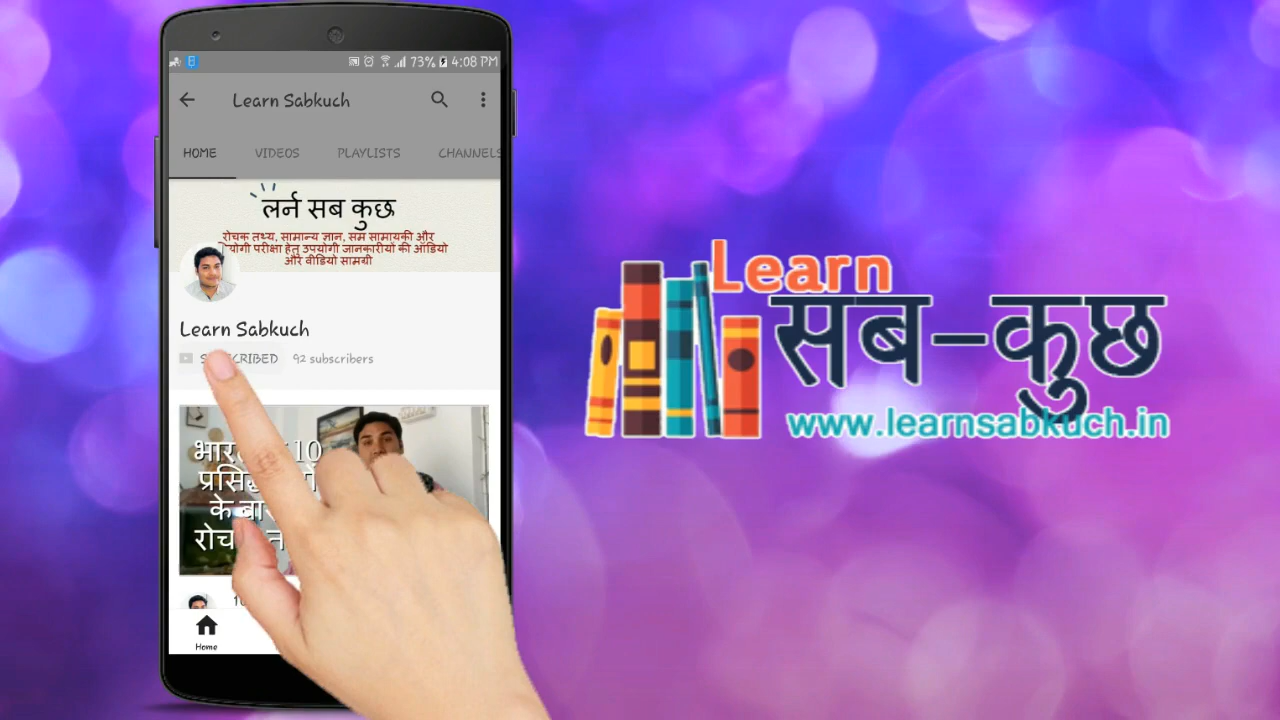 73% 4:08 PM
Learn Sabkuch
HOME VIDEOS PLAYLISTS CHANNELS
लर्न सब कुछ
रोचक तथ्य, सामान्य ज्ञान, सम सामायकी और
परीक्षा हेतु उपयोगी जानकारीयों की ऑडियो
और वीडियो सामग्री
Learn Sabkuch
92 subscribers
10
के
Home
Learn
सब-कुछ
www.learnsabkuch.in